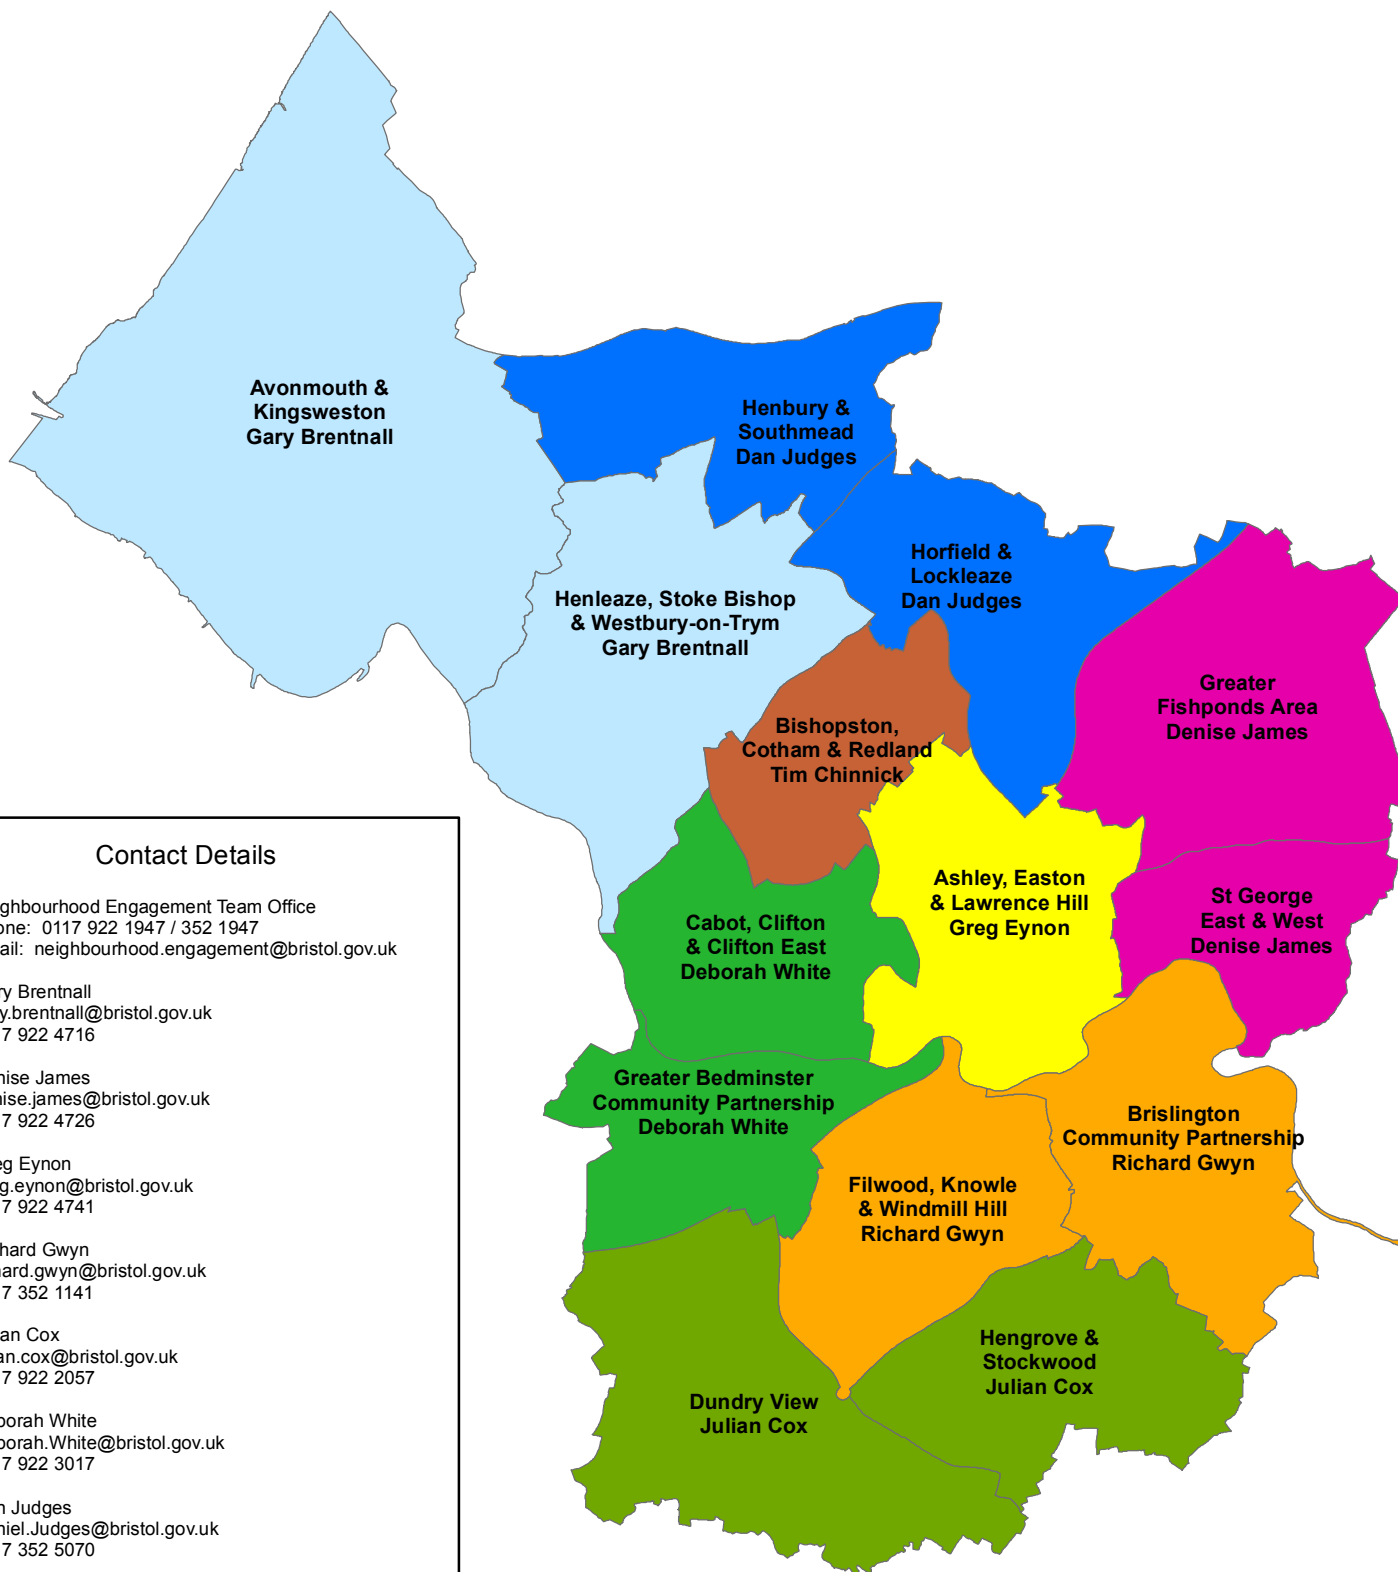 Avonmouth &
Kingsweston
Gary Brentnall
Henbury &
Southmead
Dan Judges
Horfield &
Lockleaze
Dan Judges
Henleaze, Stoke Bishop
& Westbury-on-Trym
Gary Brentnall
Greater
Fishponds Area
Denise James
Bishopston,
Cotham & Redland
Tim Chinnick
Ashley, Easton
& Lawrence Hill
Greg Eynon
St George
East & West
Denise James
Cabot, Clifton
& Clifton East
Deborah White
Greater Bedminster
Community Partnership
Deborah White
Brislington
Community Partnership
Richard Gwyn
Filwood, Knowle
& Windmill Hill
Richard Gwyn
Hengrove &
Stockwood
Julian Cox
Dundry View
Julian Cox
Contact Details
ghbourhood Engagement Team Office
one: 0117 922 1947 / 352 1947
ail: neighbourhood.engagement@bristol.gov.uk
ry Brentnall
y.brentnall@bristol.gov.uk
7 922 4716
nise James
nise.james@bristol.gov.uk
7 922 4726
eg Eynon
g.eynon@bristol.gov.uk
7 922 4741
hard Gwyn
hard.gwyn@bristol.gov.uk
7 352 1141
ian Cox
an.cox@bristol.gov.uk
7 922 2057
borah White
borah.White@bristol.gov.uk
7 922 3017
n Judges
niel.Judges@bristol.gov.uk
7 352 5070